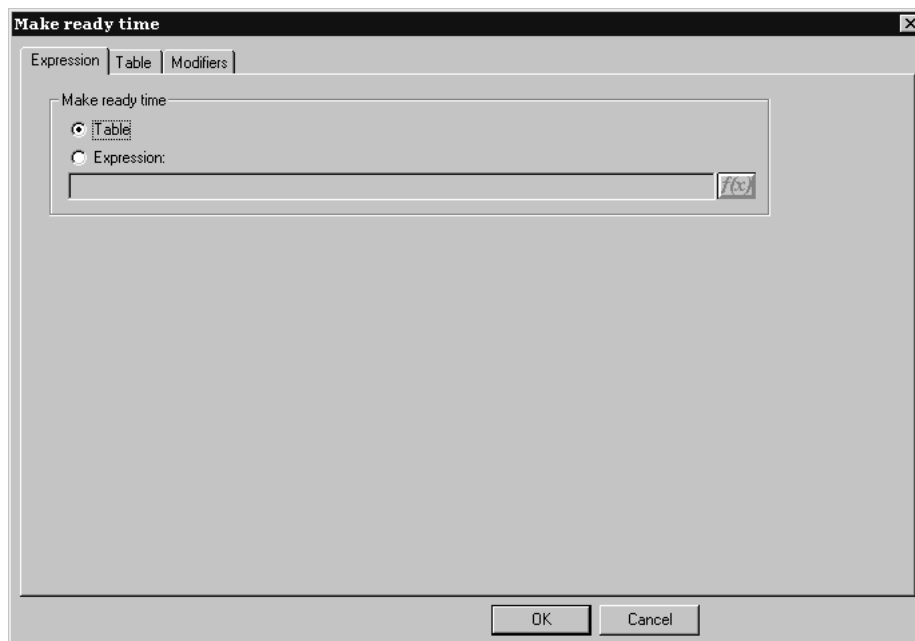 Make ready time
Expression Table Modifiers
Make ready time
Table
Expression:
f(x)
OK Cancel